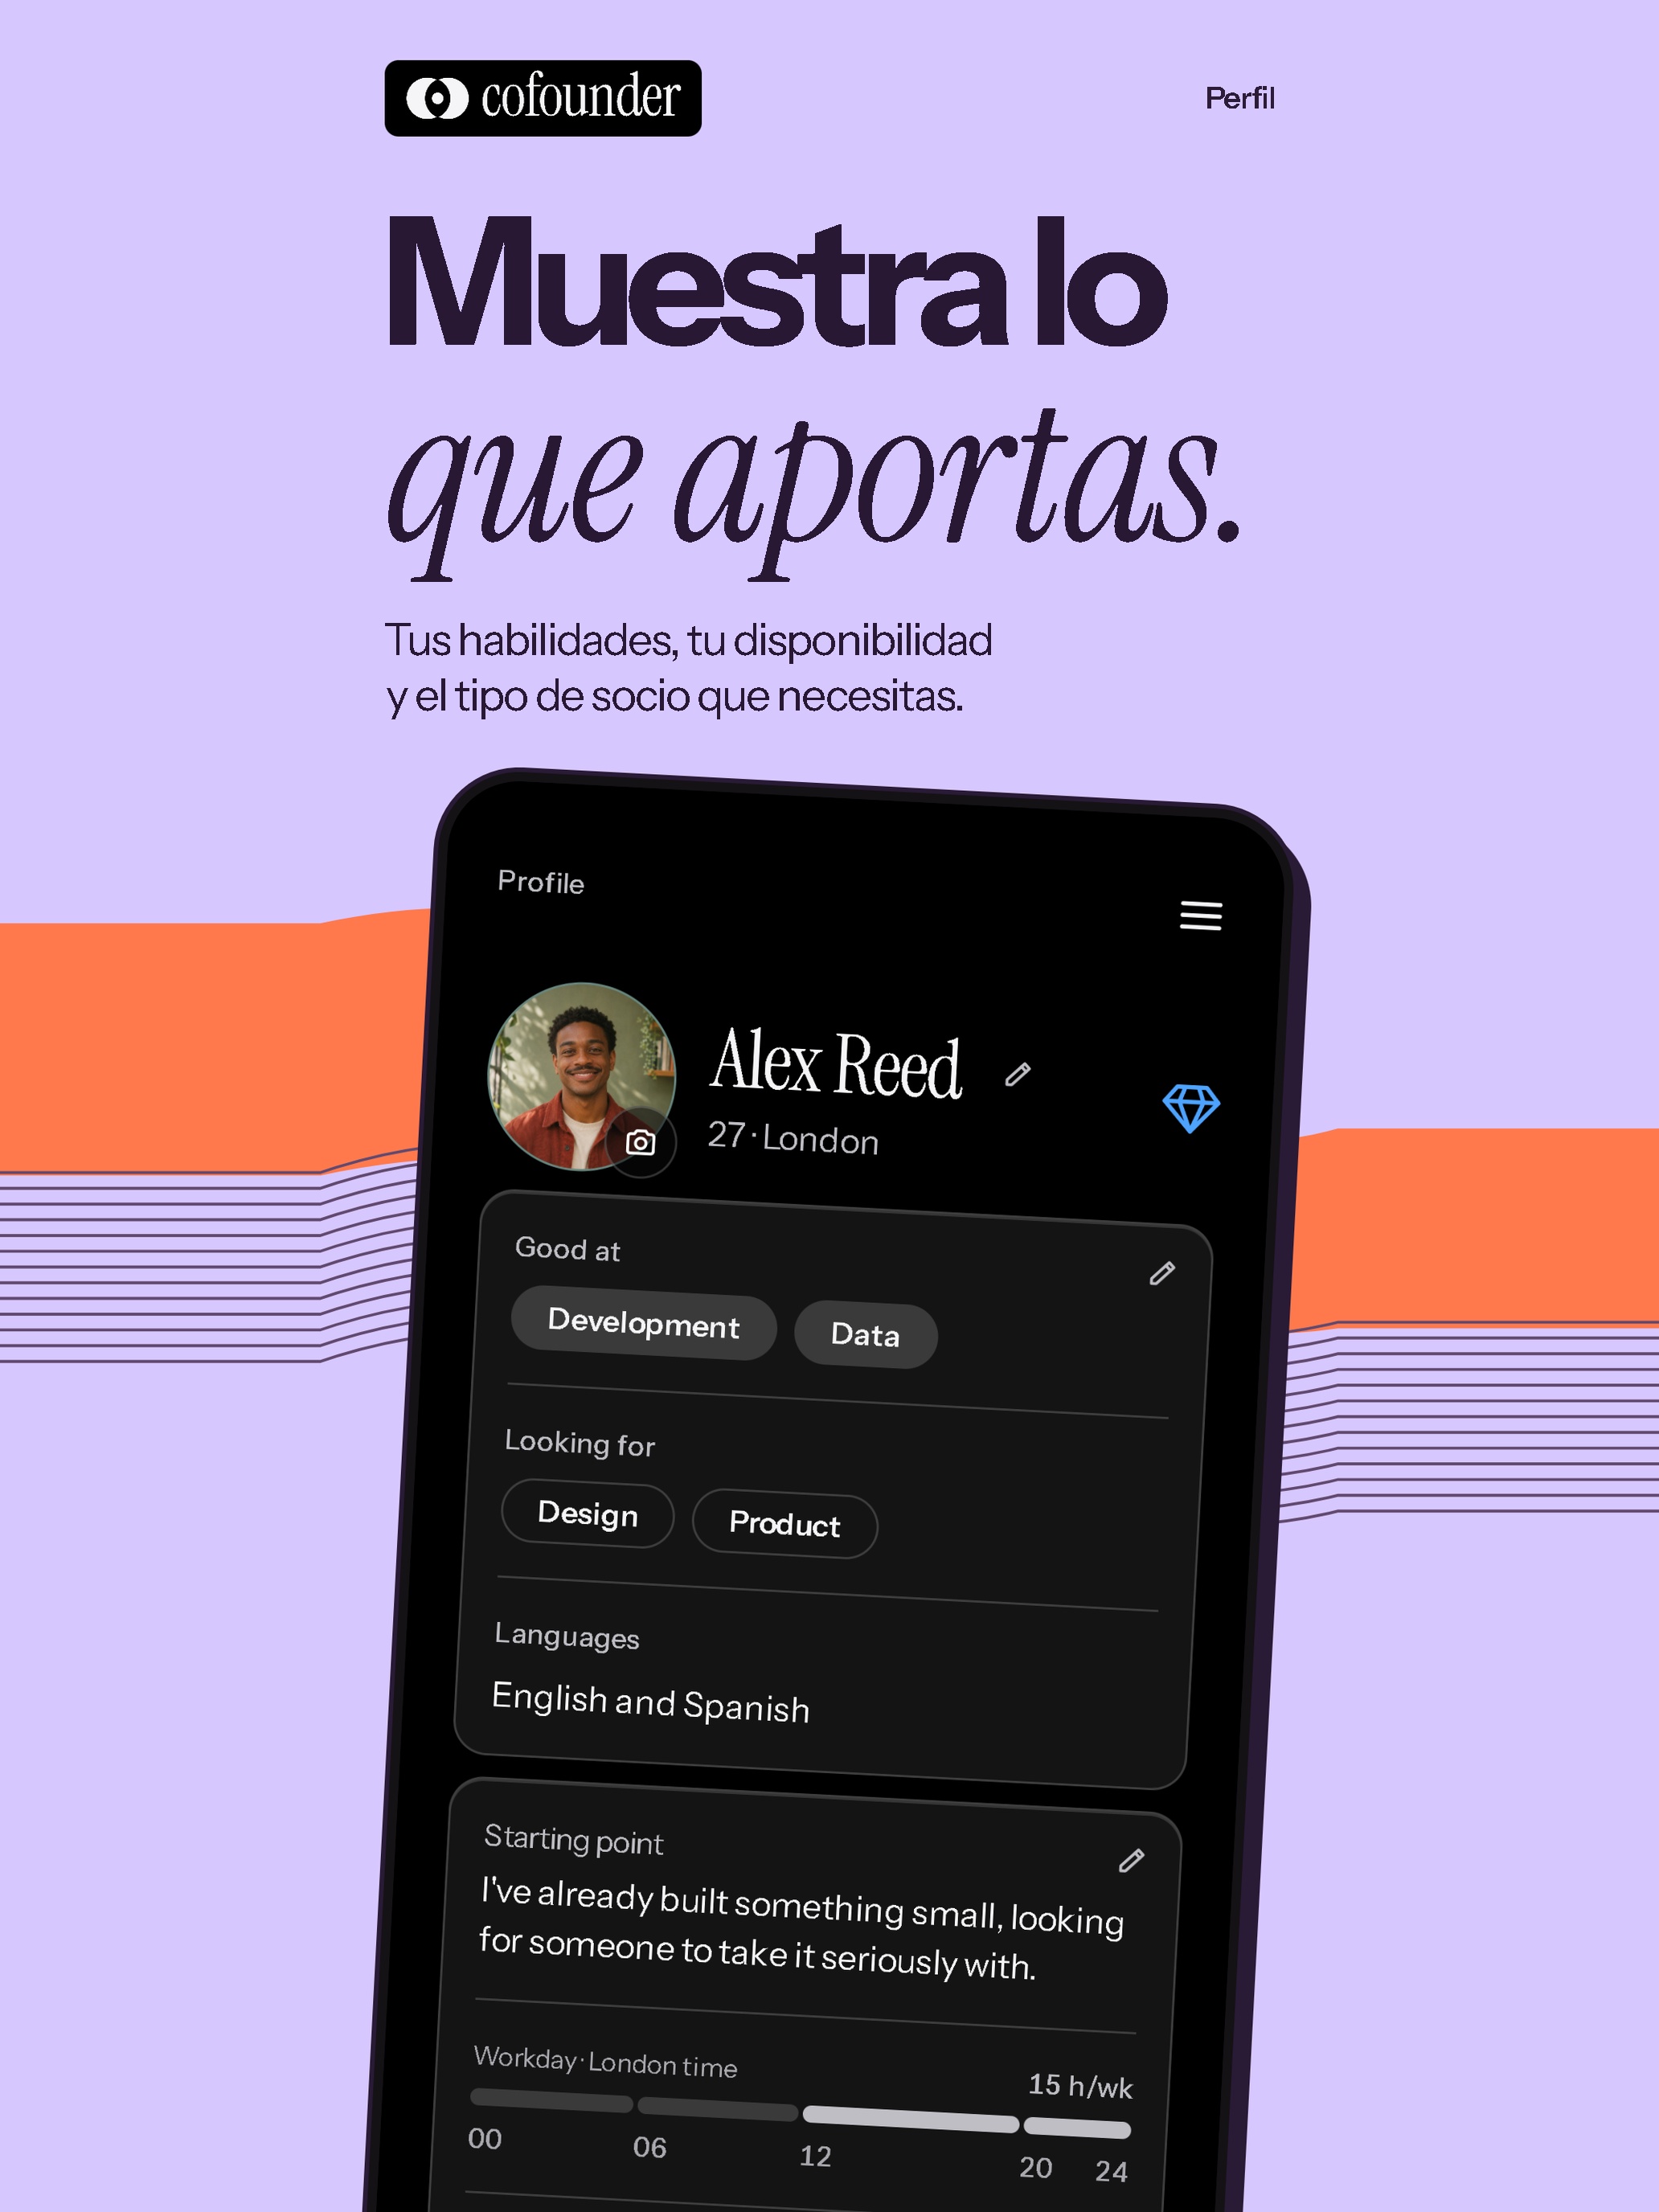 cofounder
Perfil
Muestra lo
que aportas.
Tus habilidades, tu disponibilidad
y el tipo de socio que necesitas.
Profile
Alex Reed
27 · London
Good at
Development
Data
Looking for
Design
Product
Languages
English and Spanish
Starting point
I've already built something small, looking
for someone to take it seriously with.
Workday · London time
15 h/wk
00 06 12 20 24